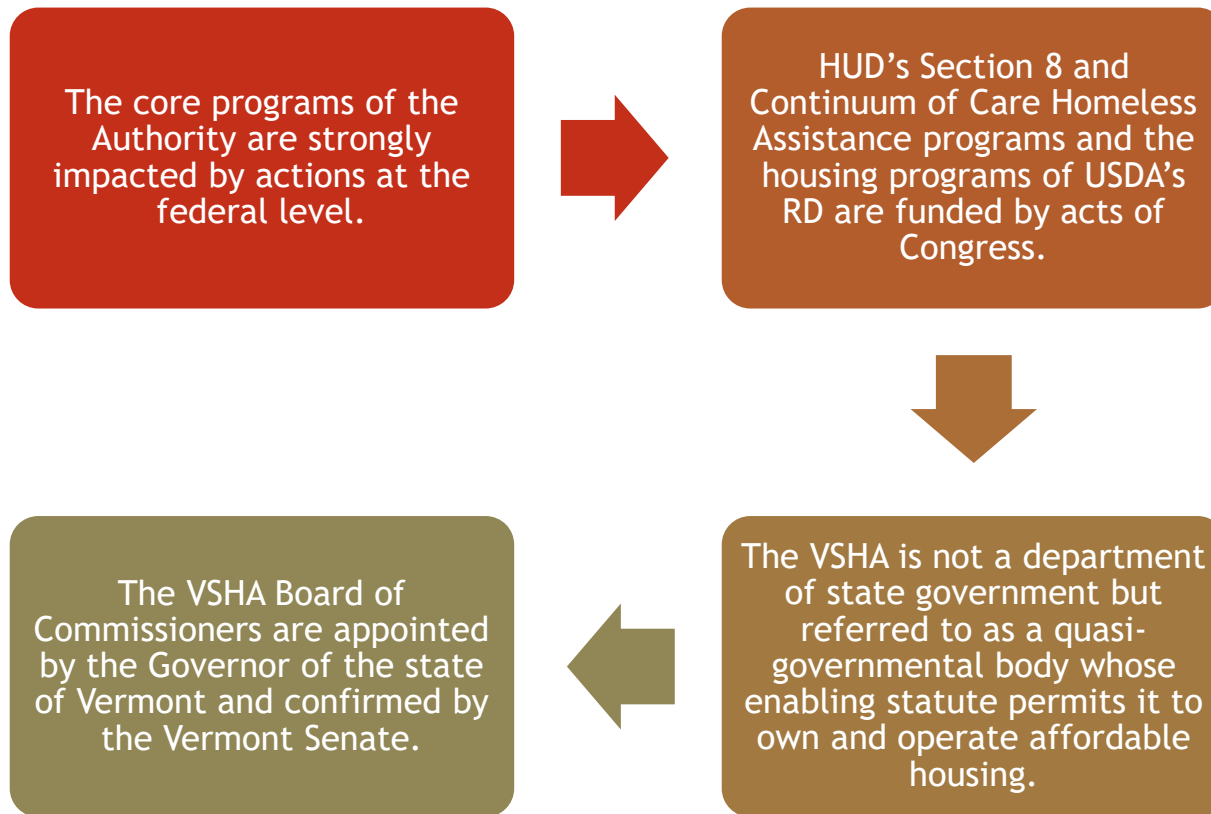 The core programs of the
Authority are strongly
impacted by actions at the
federal level.
HUD’s Section 8 and
Continuum of Care Homeless
Assistance programs and the
housing programs of USDA’s
RD are funded by acts of
Congress.
The VSHA is not a department
of state government but
referred to as a quasi-
governmental body whose
enabling statute permits it to
own and operate affordable
housing.
The VSHA Board of
Commissioners are appointed
by the Governor of the state
of Vermont and confirmed by
the Vermont Senate.